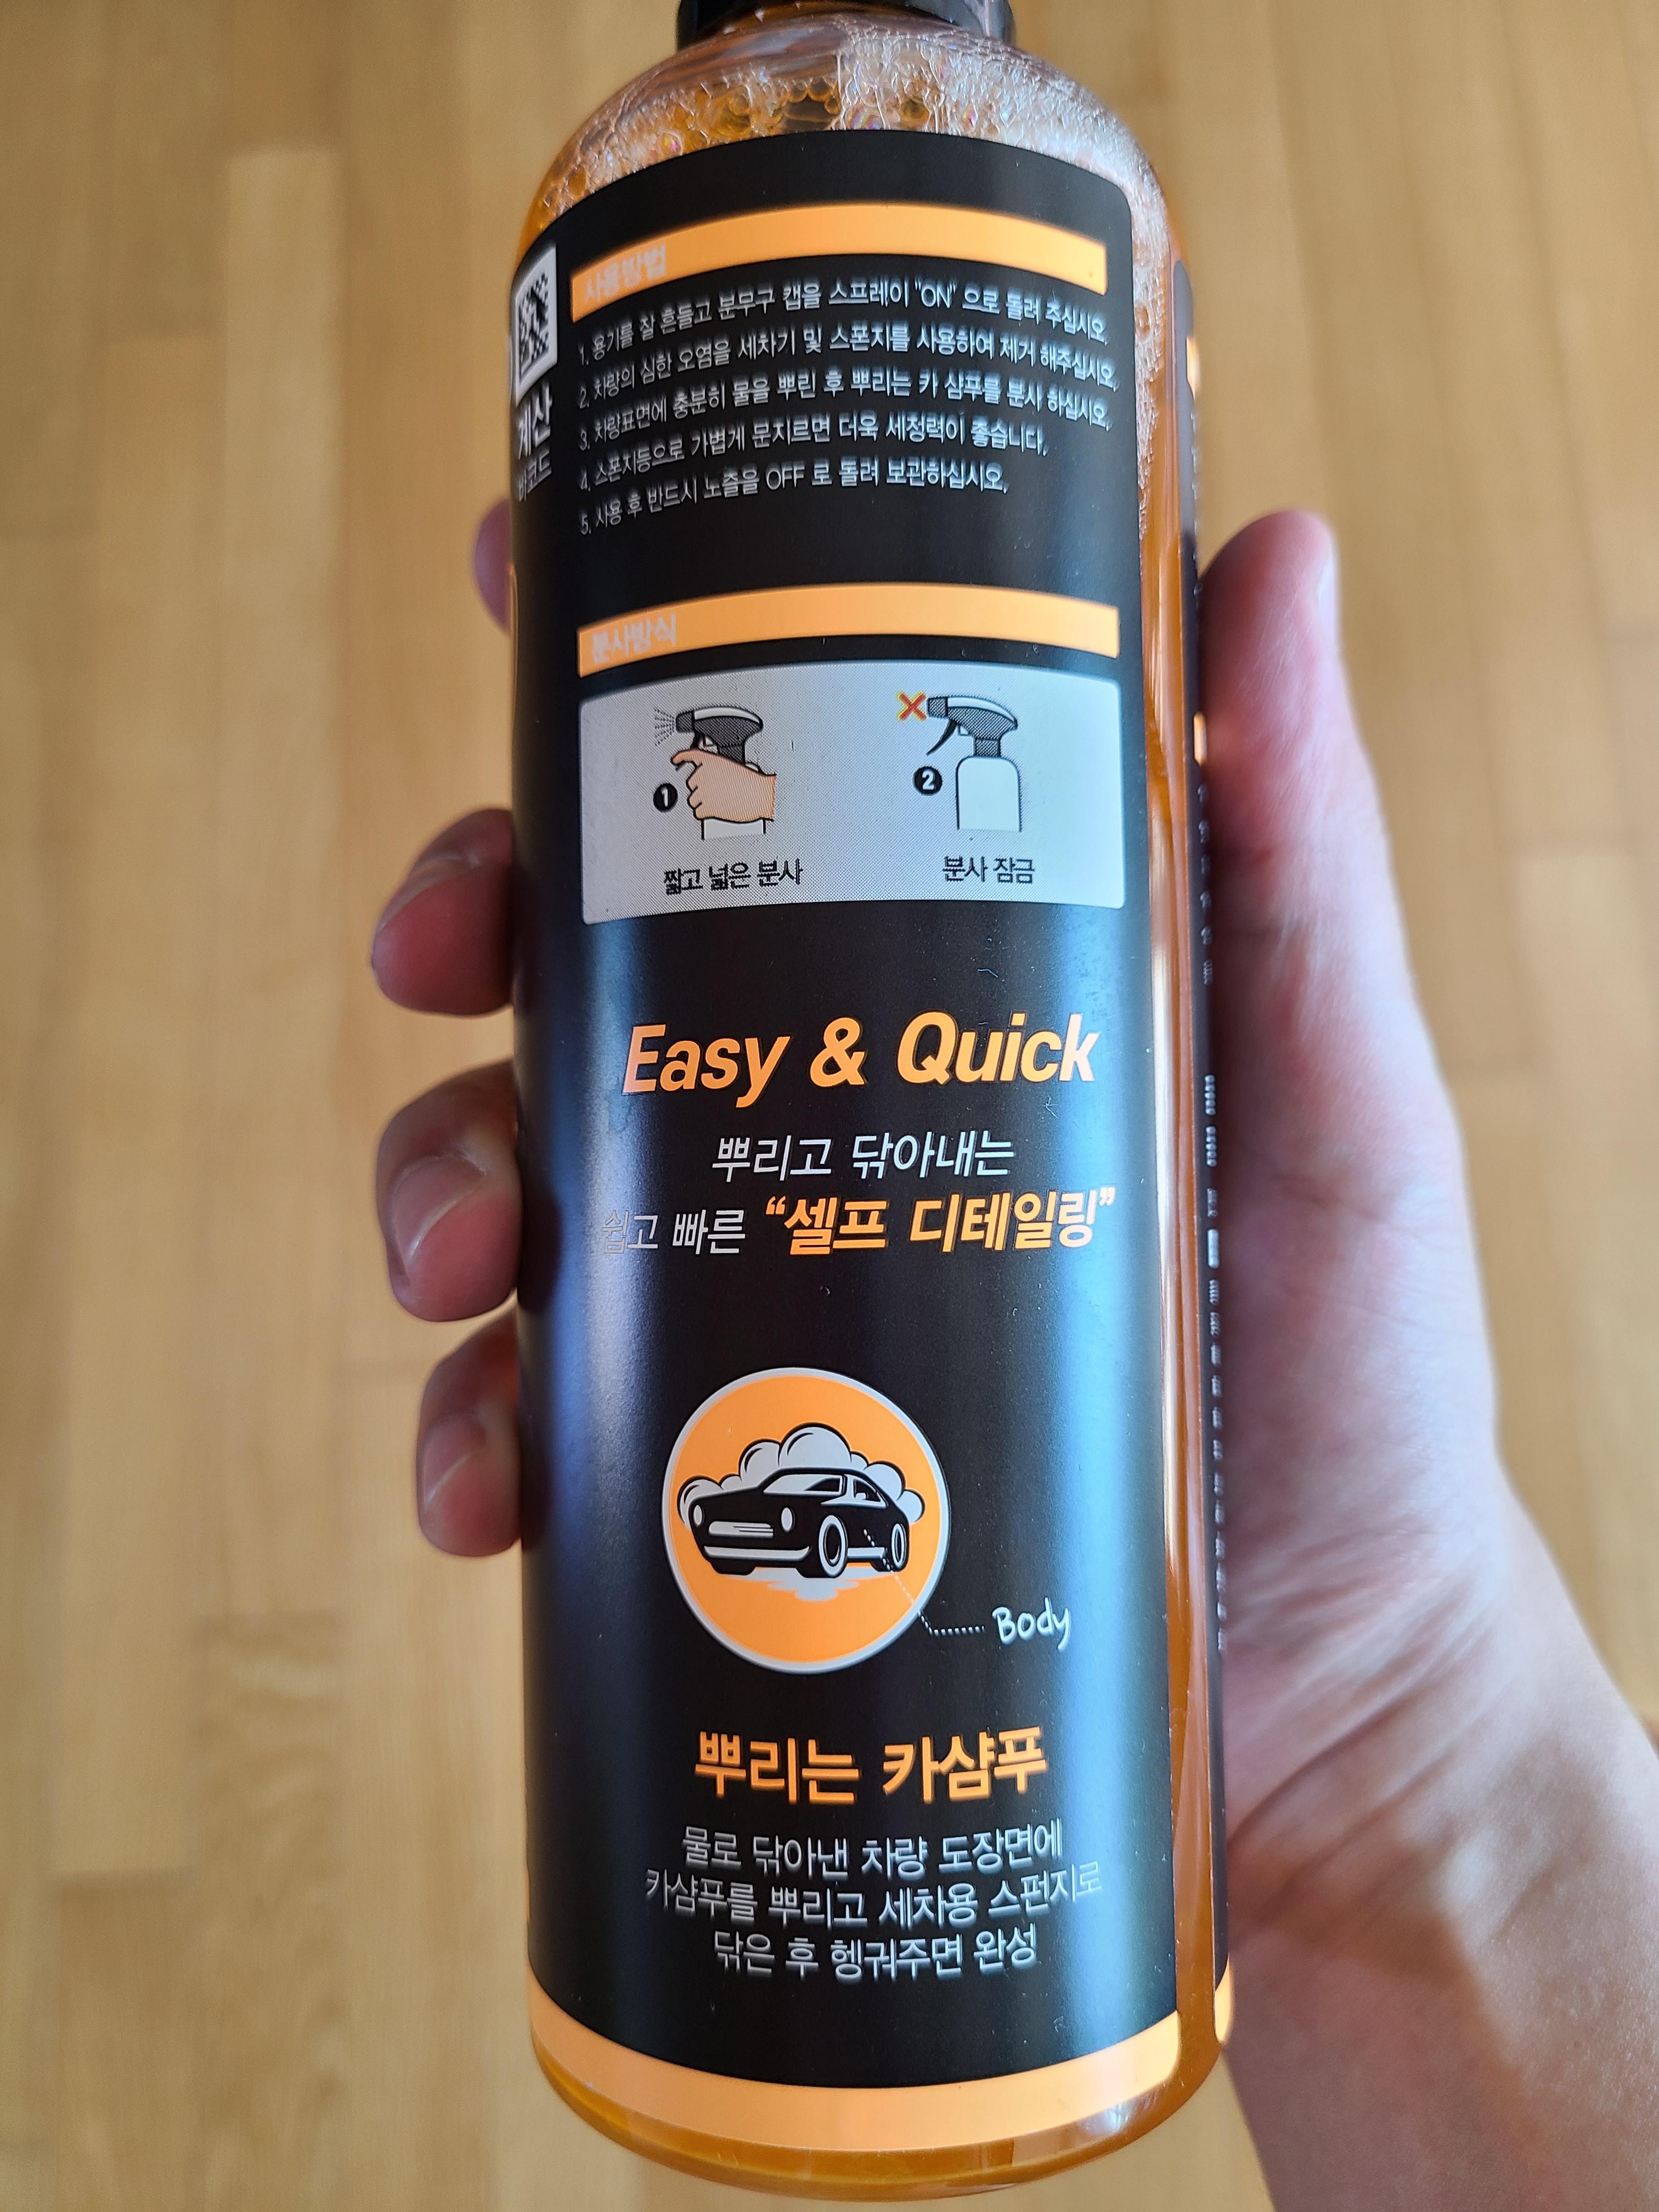 사용방법
1. 용기를 잘 흔들고 분무구 캡을 스프레이 "ON" 으로 돌려 주십시오.
2. 차량의 심한 오염을 세차기 및 스폰지를 사용하여 제거 해주십시오.
3. 차량표면에 충분히 물을 뿌린 후 뿌리는 카 샴푸를 분사 하십시오.
4. 스폰지등으로 가볍게 문지르면 더욱 세정력이 좋습니다.
5. 사용 후 반드시 노즐을 OFF 로 돌려 보관하십시오.
계산
바코드
분사방식
1
2
짧고 넓은 분사
분사 잠금
Easy & Quick
뿌리고 닦아내는
쉽고 빠른 “셀프 디테일링”
Body
뿌리는 카샴푸
물로 닦아낸 차량 도장면에
카샴푸를 뿌리고 세차용 스펀지로
닦은 후 헹궈주면 완성